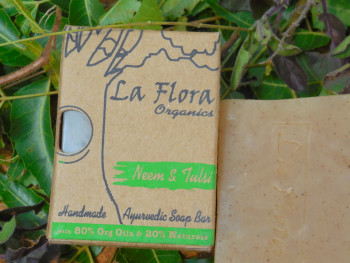 La Flora
Organics
Neem & Tulsi
Handmade Ayurvedic Soap Bar
with 80% Org Oils & 20% Naturals